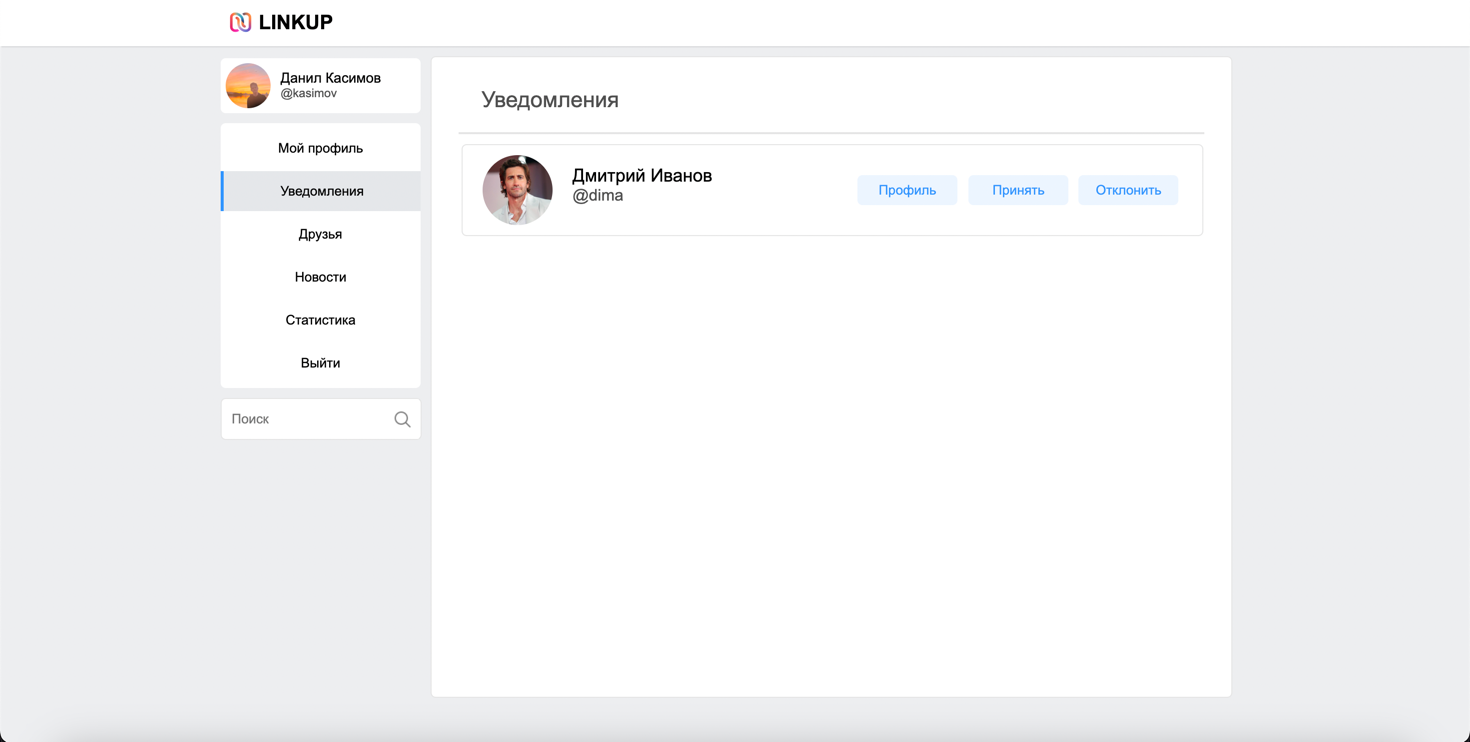 LINKUP
Данил Касимов
@kasimov
Мой профиль
Уведомления
Друзья
Новости
Статистика
Выйти
Поиск
Уведомления
Дмитрий Иванов
@dima
Профиль
Принять
Отклонить